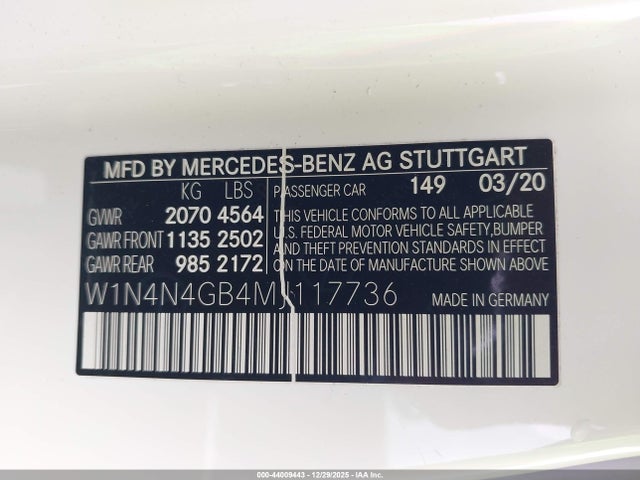 MFD BY MERCEDES-BENZ AG STUTTGART
KG LBS PASSENGER CAR 149 03/20
GVWR 2070 4564 THIS VEHICLE CONFORMS TO ALL APPLICABLE
GAWR FRONT 1135 2502 U.S. FEDERAL MOTOR VEHICLE SAFETY,BUMPER
GAWR REAR 985 2172 AND THEFT PREVENTION STANDARDS IN EFFECT
ON THE DATE OF MANUFACTURE SHOWN ABOVE.
W1N4N4GB4MJ117736 MADE IN GERMANY
000-44009443 - 12/29/2025 - IAAI.COM